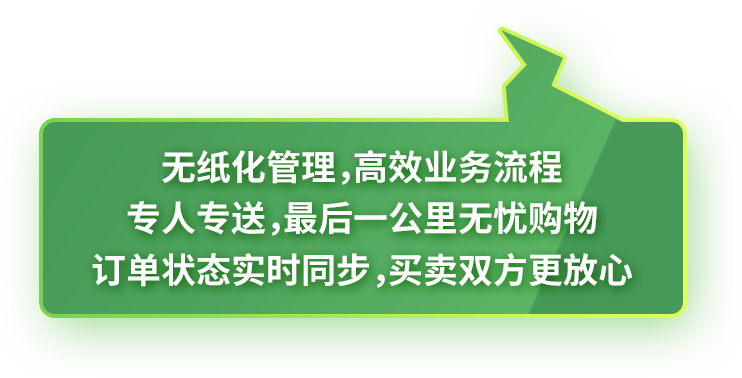 无纸化管理,高效业务流程
专人专送,最后一公里无忧购物
订单状态实时同步,买卖双方更放心